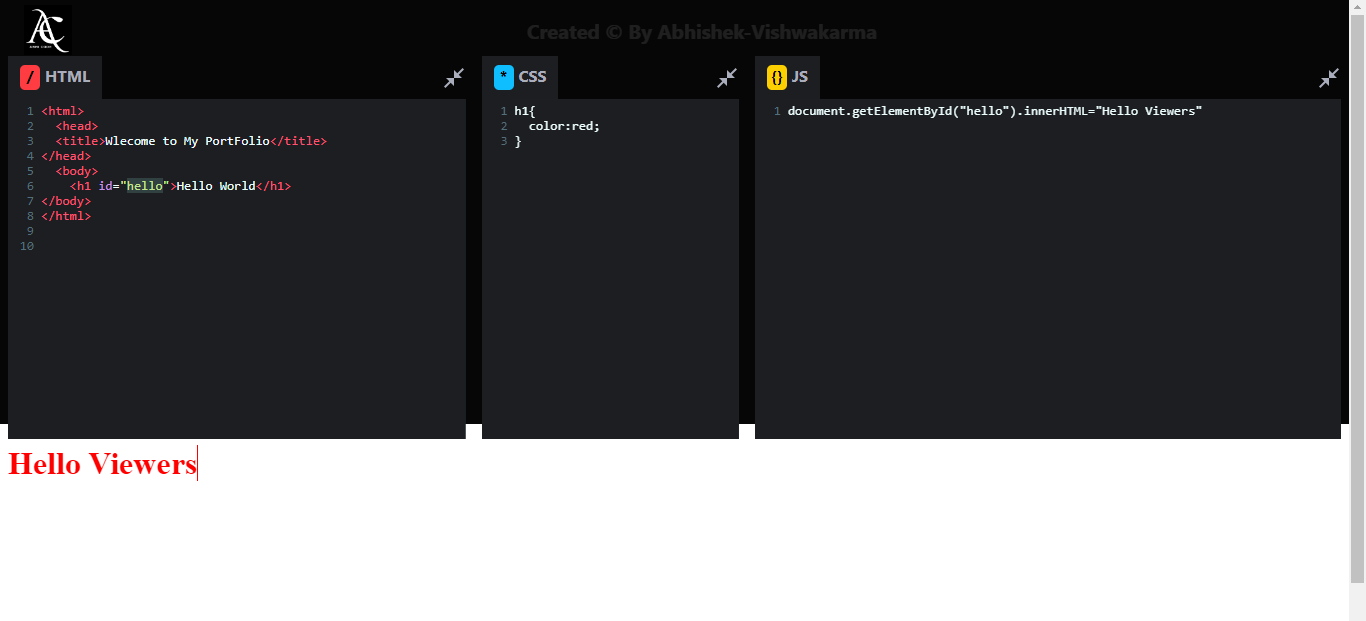 Created © By Abhishek-Vishwakarma
/ HTML
1 <html>
2 <head>
3 <title>Wlecome to My PortFolio</title>
4 </head>
5 <body>
6 <h1 id="hello">Hello World</h1>
7 </body>
8 </html>
9
10
* CSS
1 h1{
2 color:red;
3 }
{} JS
1 document.getElementById("hello").innerHTML="Hello Viewers"
Hello Viewers